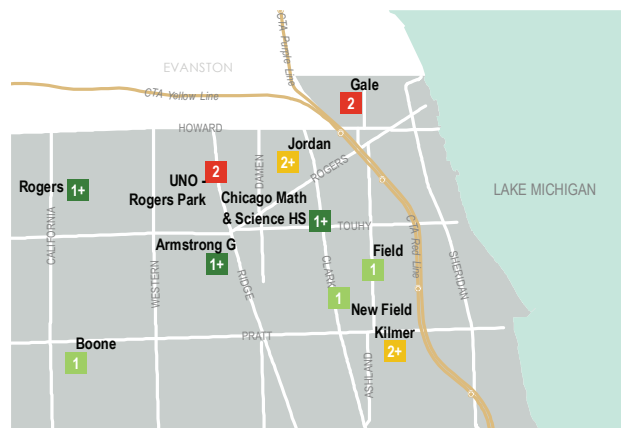 CTA Purple Line
EVANSTON
CTA Yellow Line
Gale
2
HOWARD
DAMEN
Jordan
2+
ROGERS
Rogers
1+
UNO -
Rogers Park
2
Chicago Math
& Science HS
1+
LAKE MICHIGAN
CALIFORNIA
WESTERN
TOUHY
CTA Red Line
SHERIDAN
Armstrong G
1+
RIDGE
CLARK
Field
1
New Field
1
PRATT
Kilmer
2+
Boone
1
ASHLAND